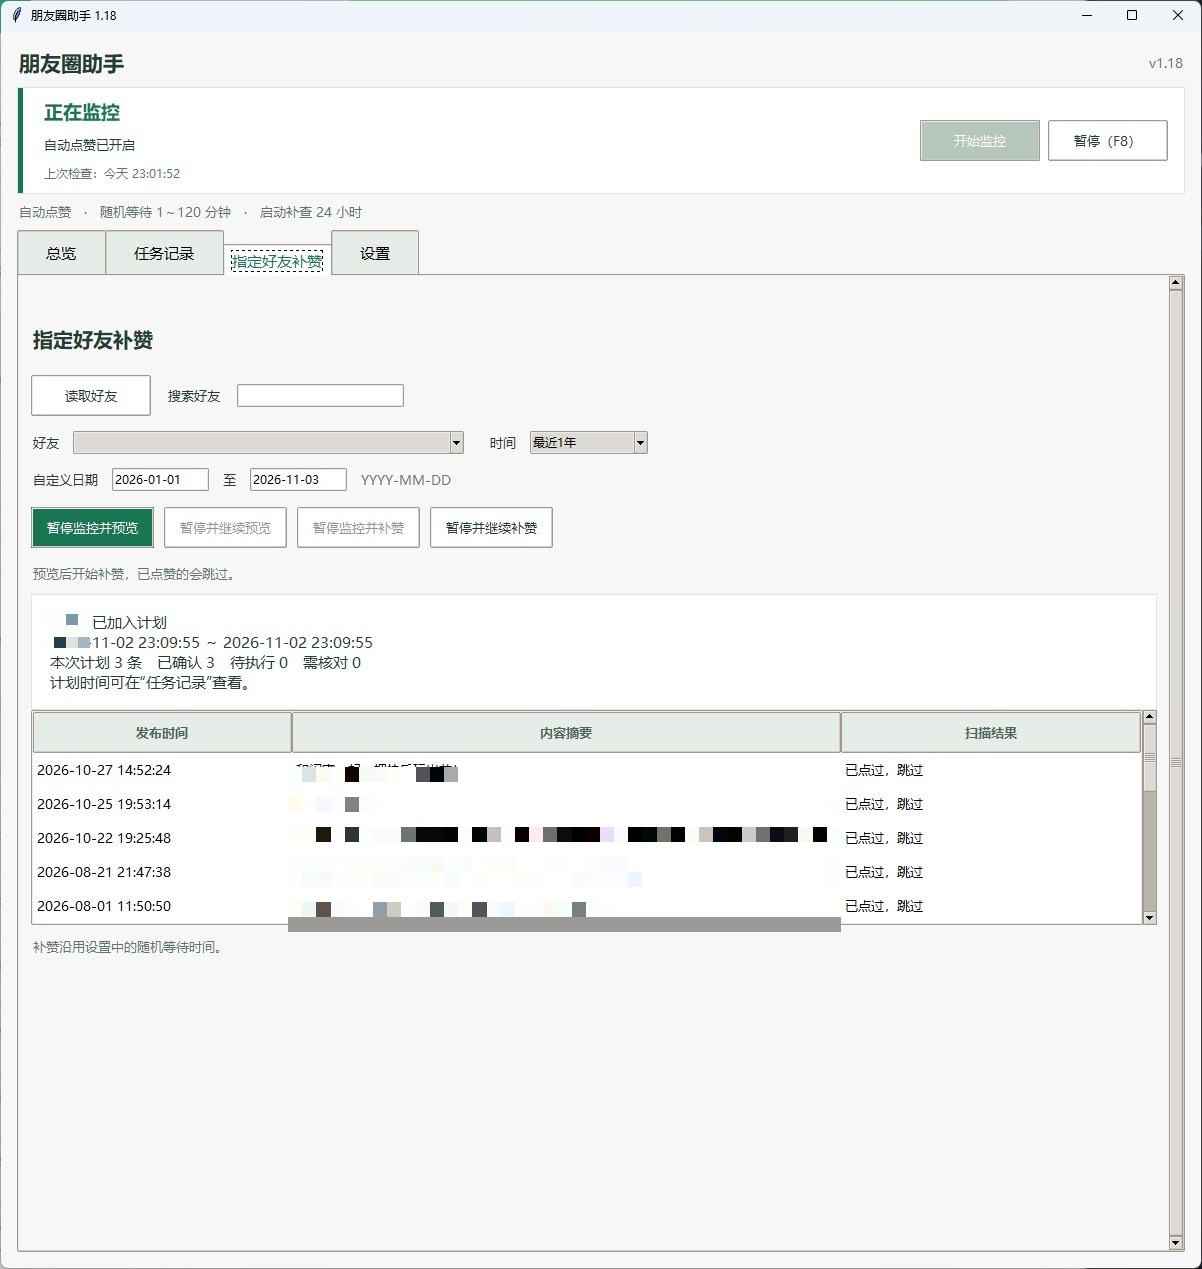 朋友圈助手 1.18
朋友圈助手
v1.18
正在监控
自动点赞已开启
上次检查：今天 23:01:52
开始监控
暂停（F8）
自动点赞 · 随机等待 1 ~ 120 分钟 · 启动补查 24 小时
总览
任务记录
指定好友补赞
设置
指定好友补赞
读取好友
搜索好友
好友
时间
最近1年
自定义日期
2026-01-01
至
2026-11-03
YYYY-MM-DD
暂停监控并预览
暂停并继续预览
暂停监控并补赞
暂停并继续补赞
预览后开始补赞，已点赞的会跳过。
已加入计划
-11-02 23:09:55 ~ 2026-11-02 23:09:55
本次计划 3 条 已确认 3 待执行 0 需核对 0
计划时间可在“任务记录”查看。
发布时间
内容摘要
扫描结果
2026-10-27 14:52:24
已点过，跳过
2026-10-25 19:53:14
已点过，跳过
2026-10-22 19:25:48
已点过，跳过
2026-08-21 21:47:38
已点过，跳过
2026-08-01 11:50:50
已点过，跳过
补赞沿用设置中的随机等待时间。